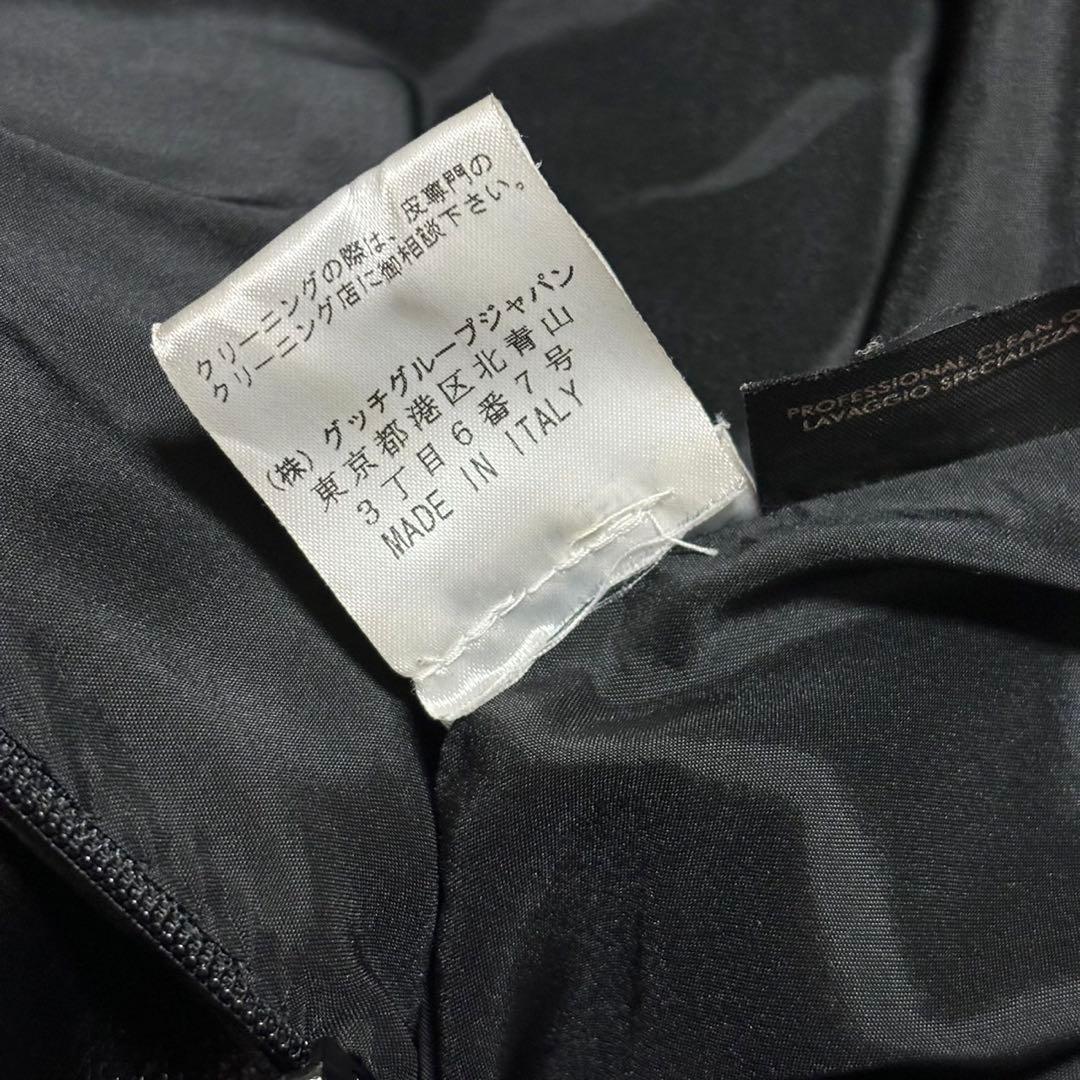 クリーニングの際は、皮専門の
クリーニング店に御相談下さい。
(株)グッチグループジャパン
東京都港区北青山
3丁目6番7号
MADE IN ITALY
PROFESSIONAL CLEAN
LAVAGGIO